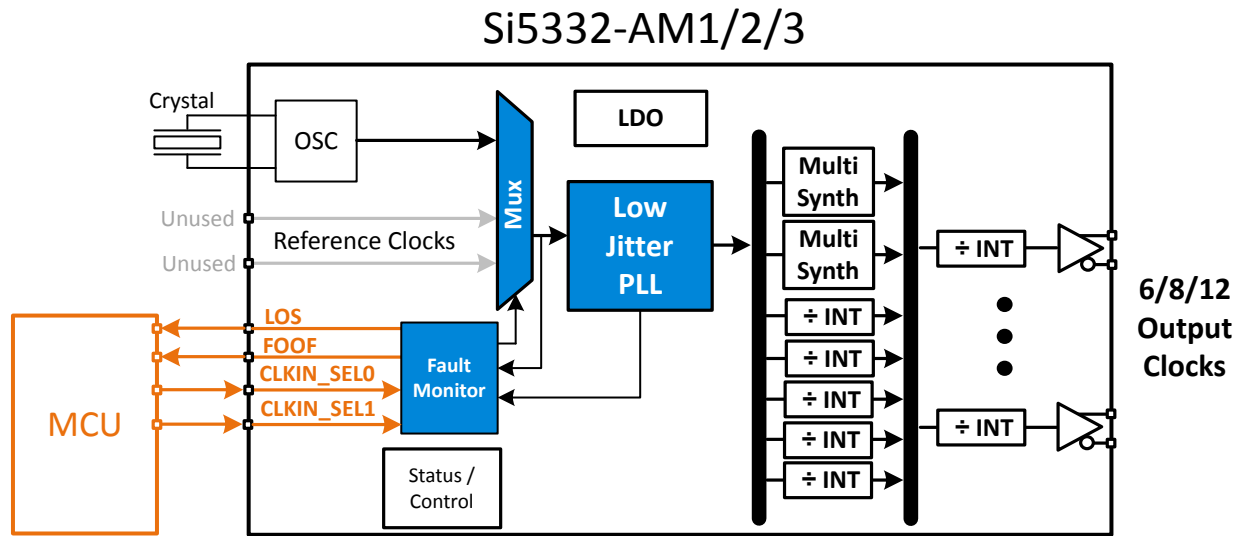 Si5332-AM1/2/3
Crystal
OSC
LDO
Mux
Unused
Reference Clocks
Unused
Low
Jitter
PLL
Multi
Synth
Multi
Synth
÷ INT
÷ INT
÷ INT
÷ INT
÷ INT
÷ INT
÷ INT
6/8/12
Output
Clocks
MCU
LOS
FOOF
CLKIN_SEL0
CLKIN_SEL1
Fault
Monitor
Status /
Control